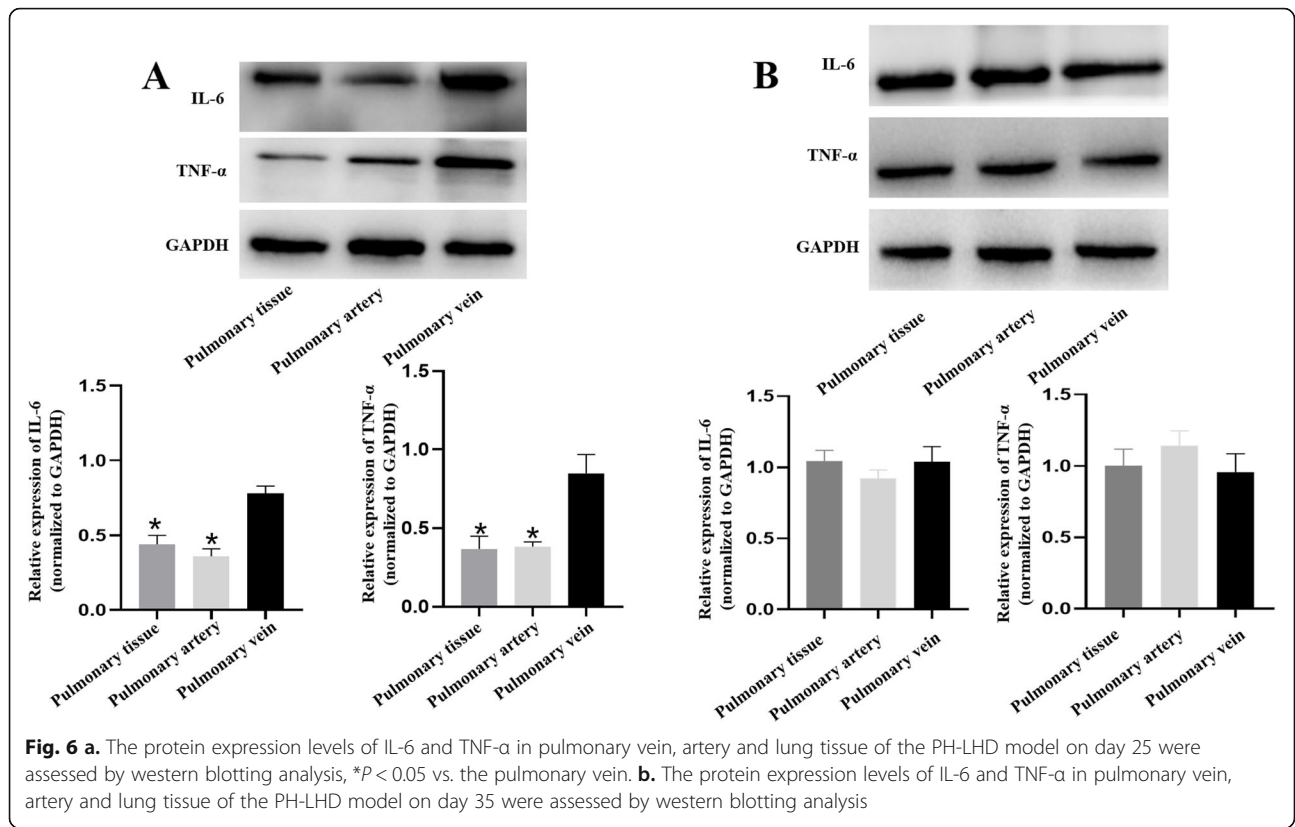 A
IL-6
TNF-α
GAPDH
Pulmonary tissue
Pulmonary artery
Pulmonary vein
Relative expression of IL-6
(normalized to GAPDH)
1.5
1.0
0.5
0.0
*
*
Pulmonary tissue
Pulmonary artery
Pulmonary vein
Relative expression of TNF-α
(normalized to GAPDH)
1.5
1.0
0.5
0.0
*
*
Pulmonary tissue
Pulmonary artery
Pulmonary vein
B
IL-6
TNF-α
GAPDH
Pulmonary tissue
Pulmonary artery
Pulmonary vein
Relative expression of IL-6
(normalized to GAPDH)
1.5
1.0
0.5
0.0
Pulmonary tissue
Pulmonary artery
Pulmonary vein
Relative expression of TNF-α
(normalized to GAPDH)
1.5
1.0
0.5
0.0
Pulmonary tissue
Pulmonary artery
Pulmonary vein
Fig. 6 a. The protein expression levels of IL-6 and TNF-α in pulmonary vein, artery and lung tissue of the PH-LHD model on day 25 were
assessed by western blotting analysis, *P < 0.05 vs. the pulmonary vein. b. The protein expression levels of IL-6 and TNF-α in pulmonary vein,
artery and lung tissue of the PH-LHD model on day 35 were assessed by western blotting analysis